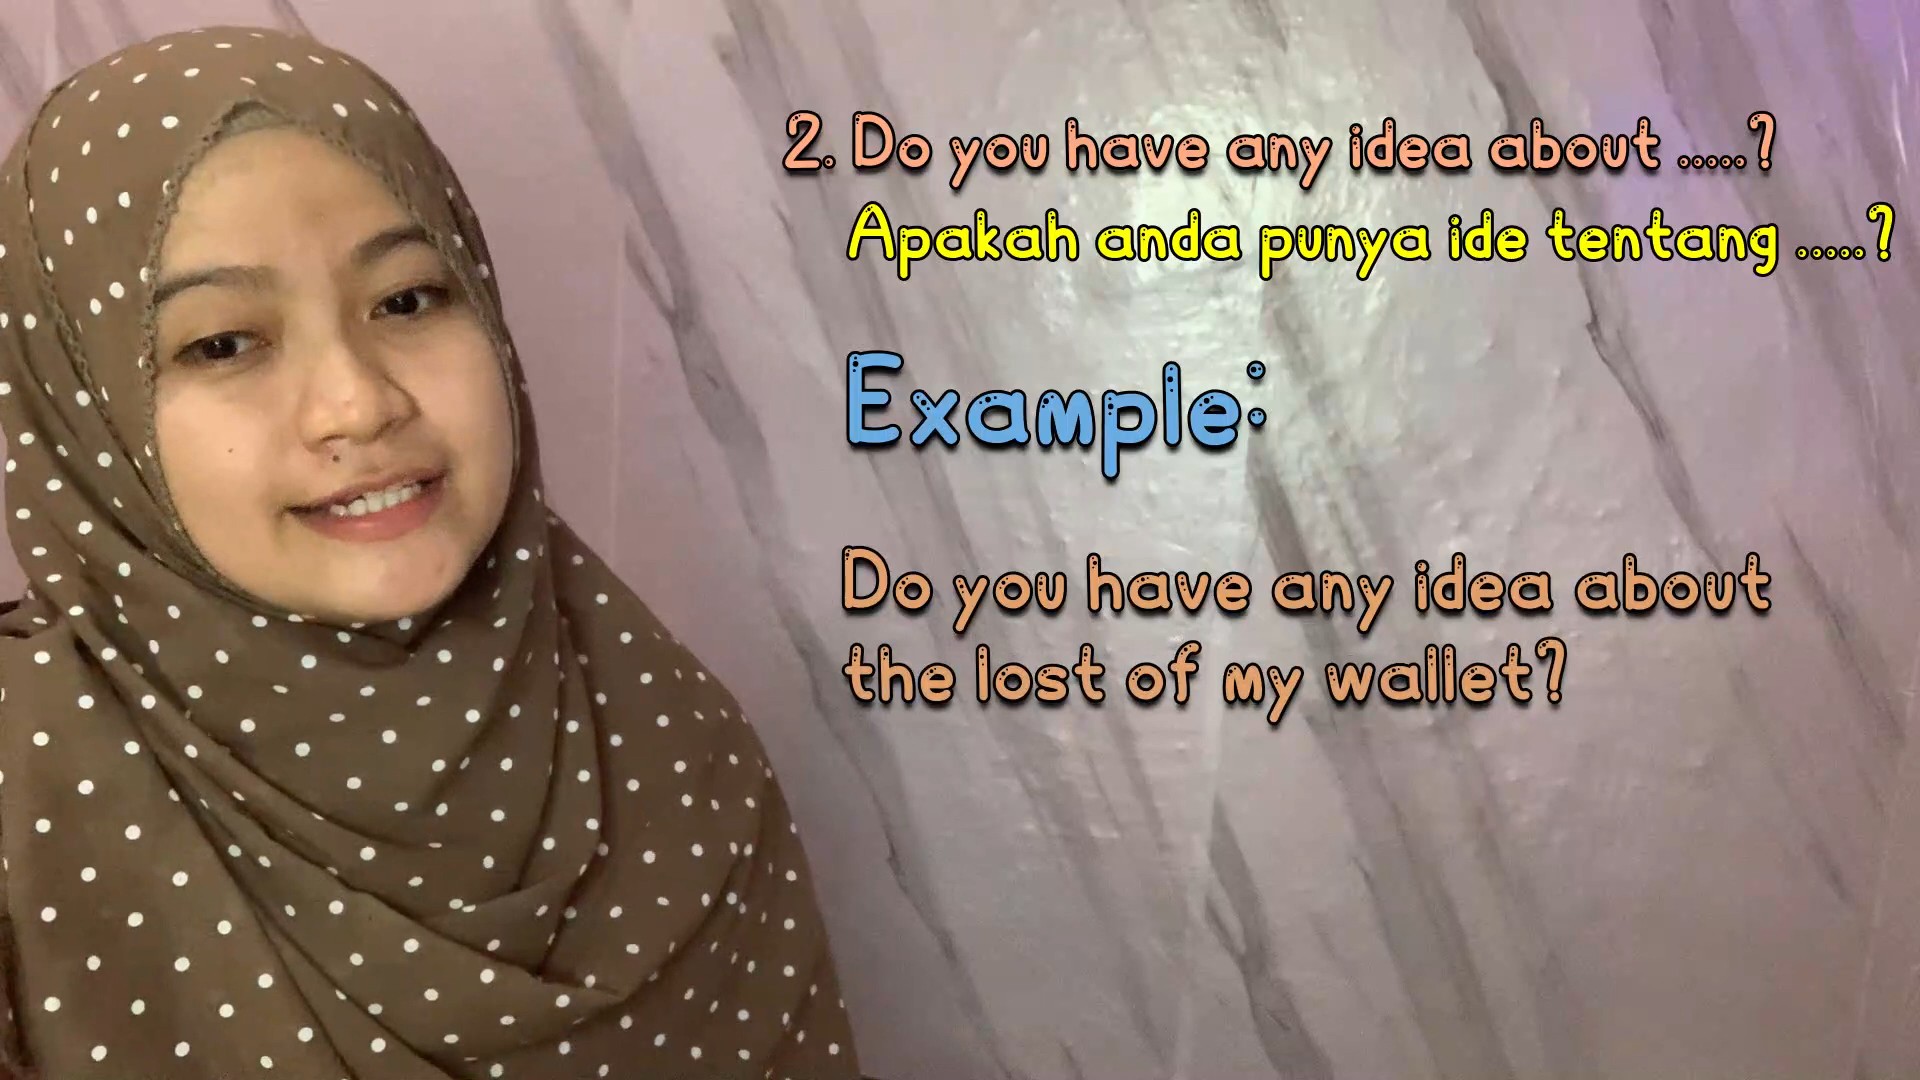 2. Do you have any idea about .....?
Apakah anda punya ide tentang .....?
Example:
Do you have any idea about
the lost of my wallet?